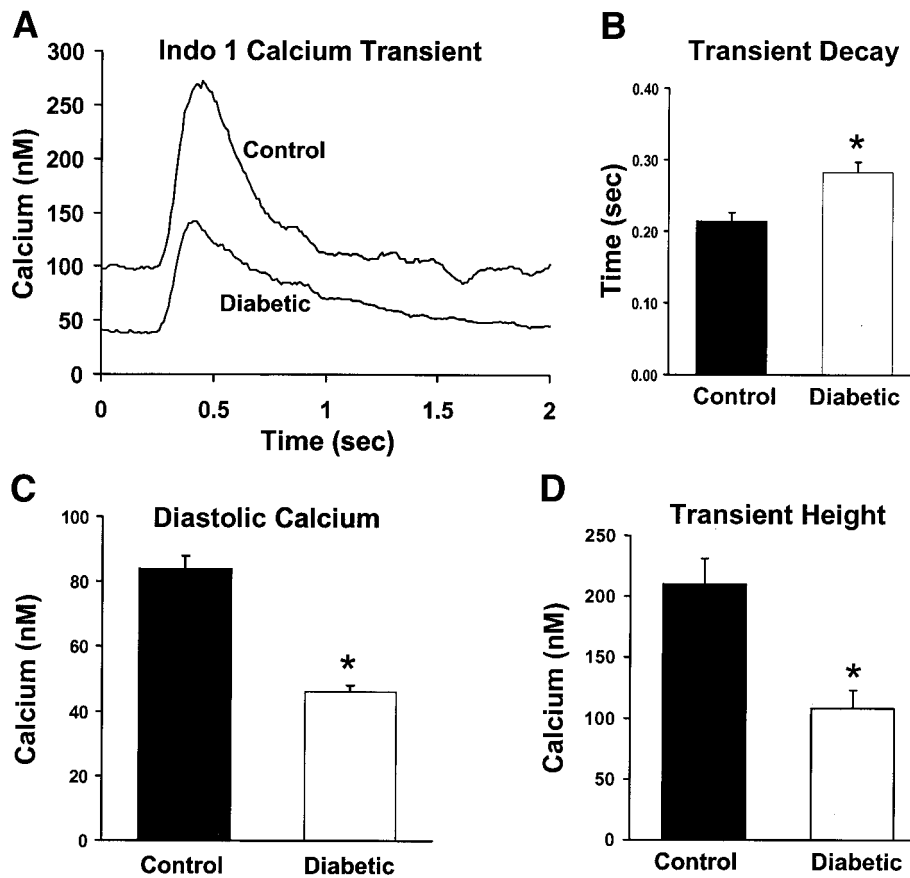 A
Indo 1 Calcium Transient
Calcium (nM)
300
250
200
150
100
50
0
Control
Diabetic
0
0.5
1
1.5
2
Time (sec)
B
Transient Decay
Time (sec)
0.40
0.30
0.20
0.10
0.00
*
Control
Diabetic
C
Diastolic Calcium
Calcium (nM)
100
80
60
40
20
0
*
Control
Diabetic
D
Transient Height
Calcium (nM)
250
200
150
100
50
0
*
Control
Diabetic